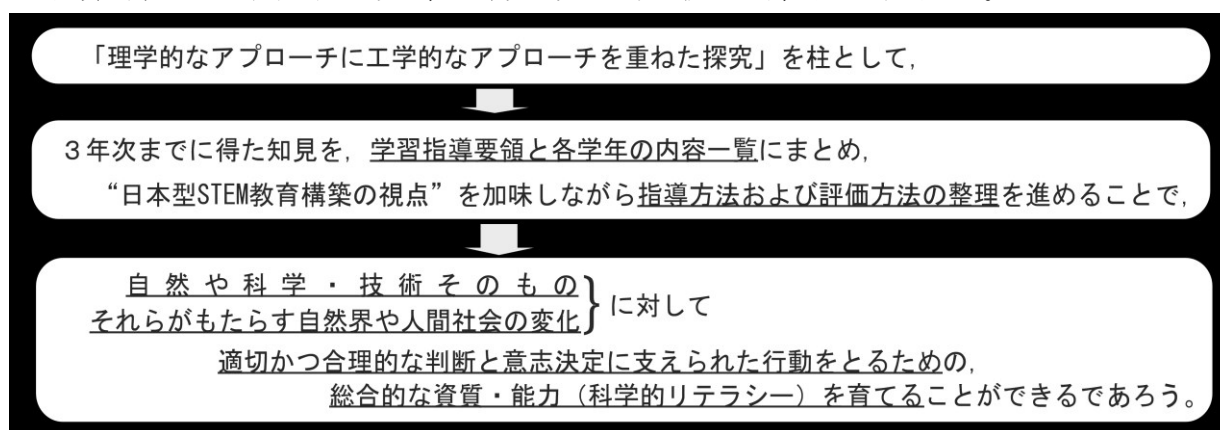 「理学的なアプローチに工学的なアプローチを重ねた探究」を柱として，
３年次までに得た知見を，学習指導要領と各学年の内容一覧にまとめ，
“日本型STEM教育構築の視点”を加味しながら指導方法および評価方法の整理を進めることで，
自然や科学・技術そのもの
それらがもたらす自然界や人間社会の変化
}に対して
適切かつ合理的な判断と意志決定に支えられた行動をとるための，
総合的な資質・能力（科学的リテラシー）を育てることができるであろう。